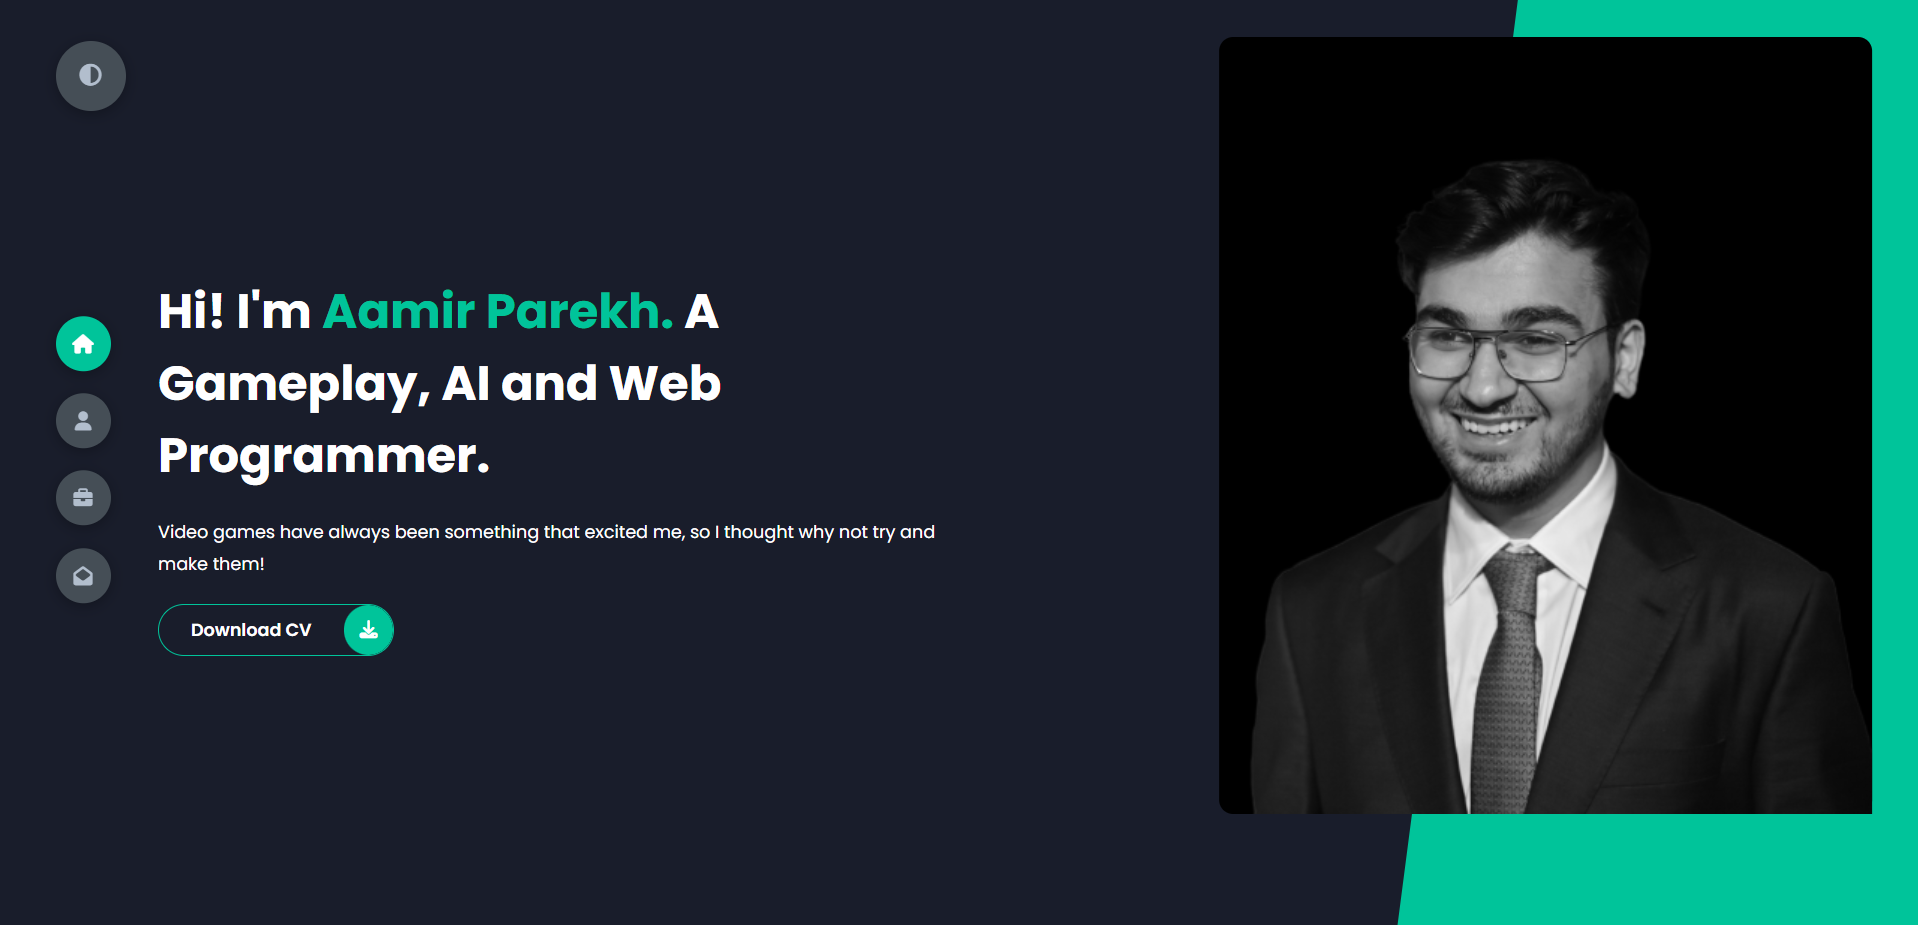 Hi! I'm Aamir Parekh. A
Gameplay, AI and Web
Programmer.
Video games have always been something that excited me, so I thought why not try and
make them!
Download CV